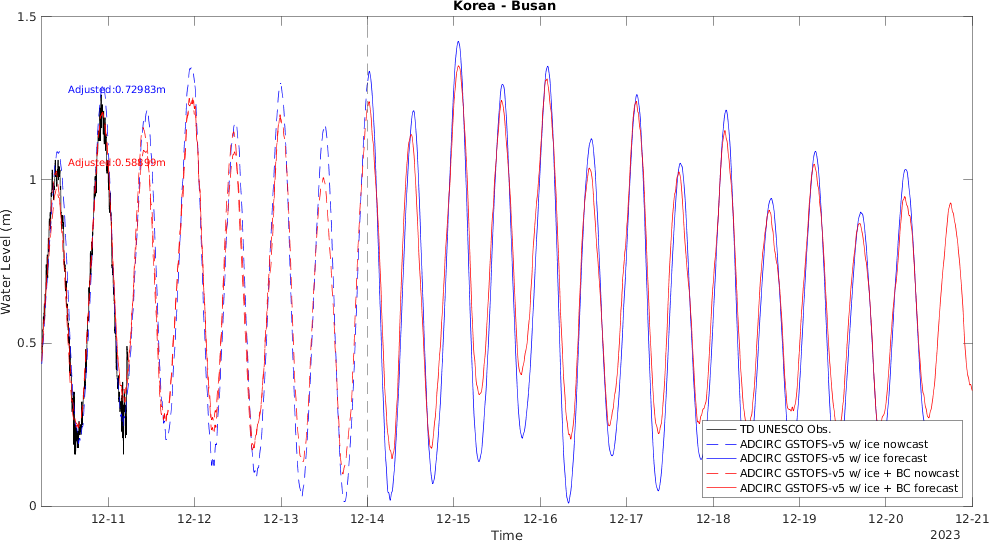 Korea - Busan
1.5
1
0.5
0
Water Level (m)
Adjusted:0.72983m
Adjusted:0.58899m
TD UNESCO Obs.
ADCIRC GSTOFS-v5 w/ ice nowcast
ADCIRC GSTOFS-v5 w/ ice forecast
ADCIRC GSTOFS-v5 w/ ice + BC nowcast
ADCIRC GSTOFS-v5 w/ ice + BC forecast
12-11 12-12 12-13 12-14 12-15 12-16 12-17 12-18 12-19 12-20 12-21
Time
2023